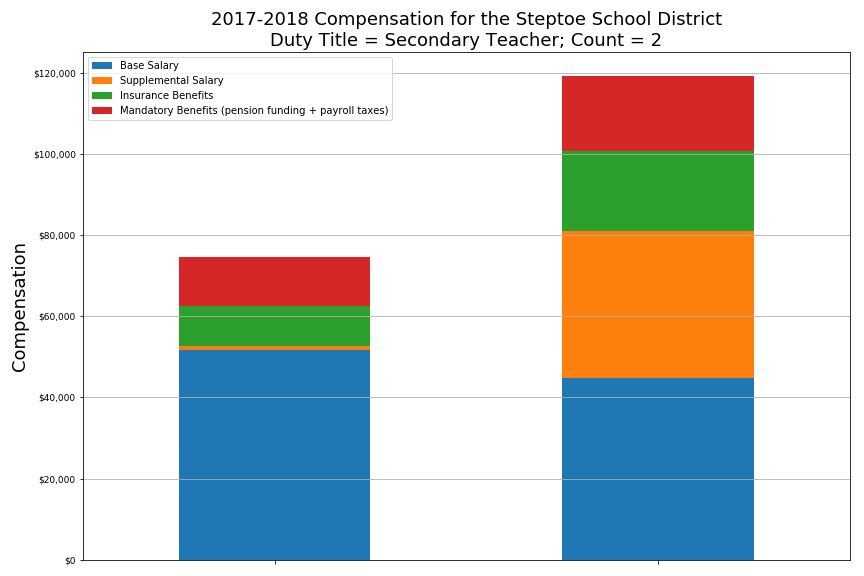 2017-2018 Compensation for the Steptoe School District
Duty Title = Secondary Teacher; Count = 2
Base Salary
Supplemental Salary
Insurance Benefits
Mandatory Benefits (pension funding + payroll taxes)
$120,000
$100,000
$80,000
$60,000
$40,000
$20,000
$0
Compensation